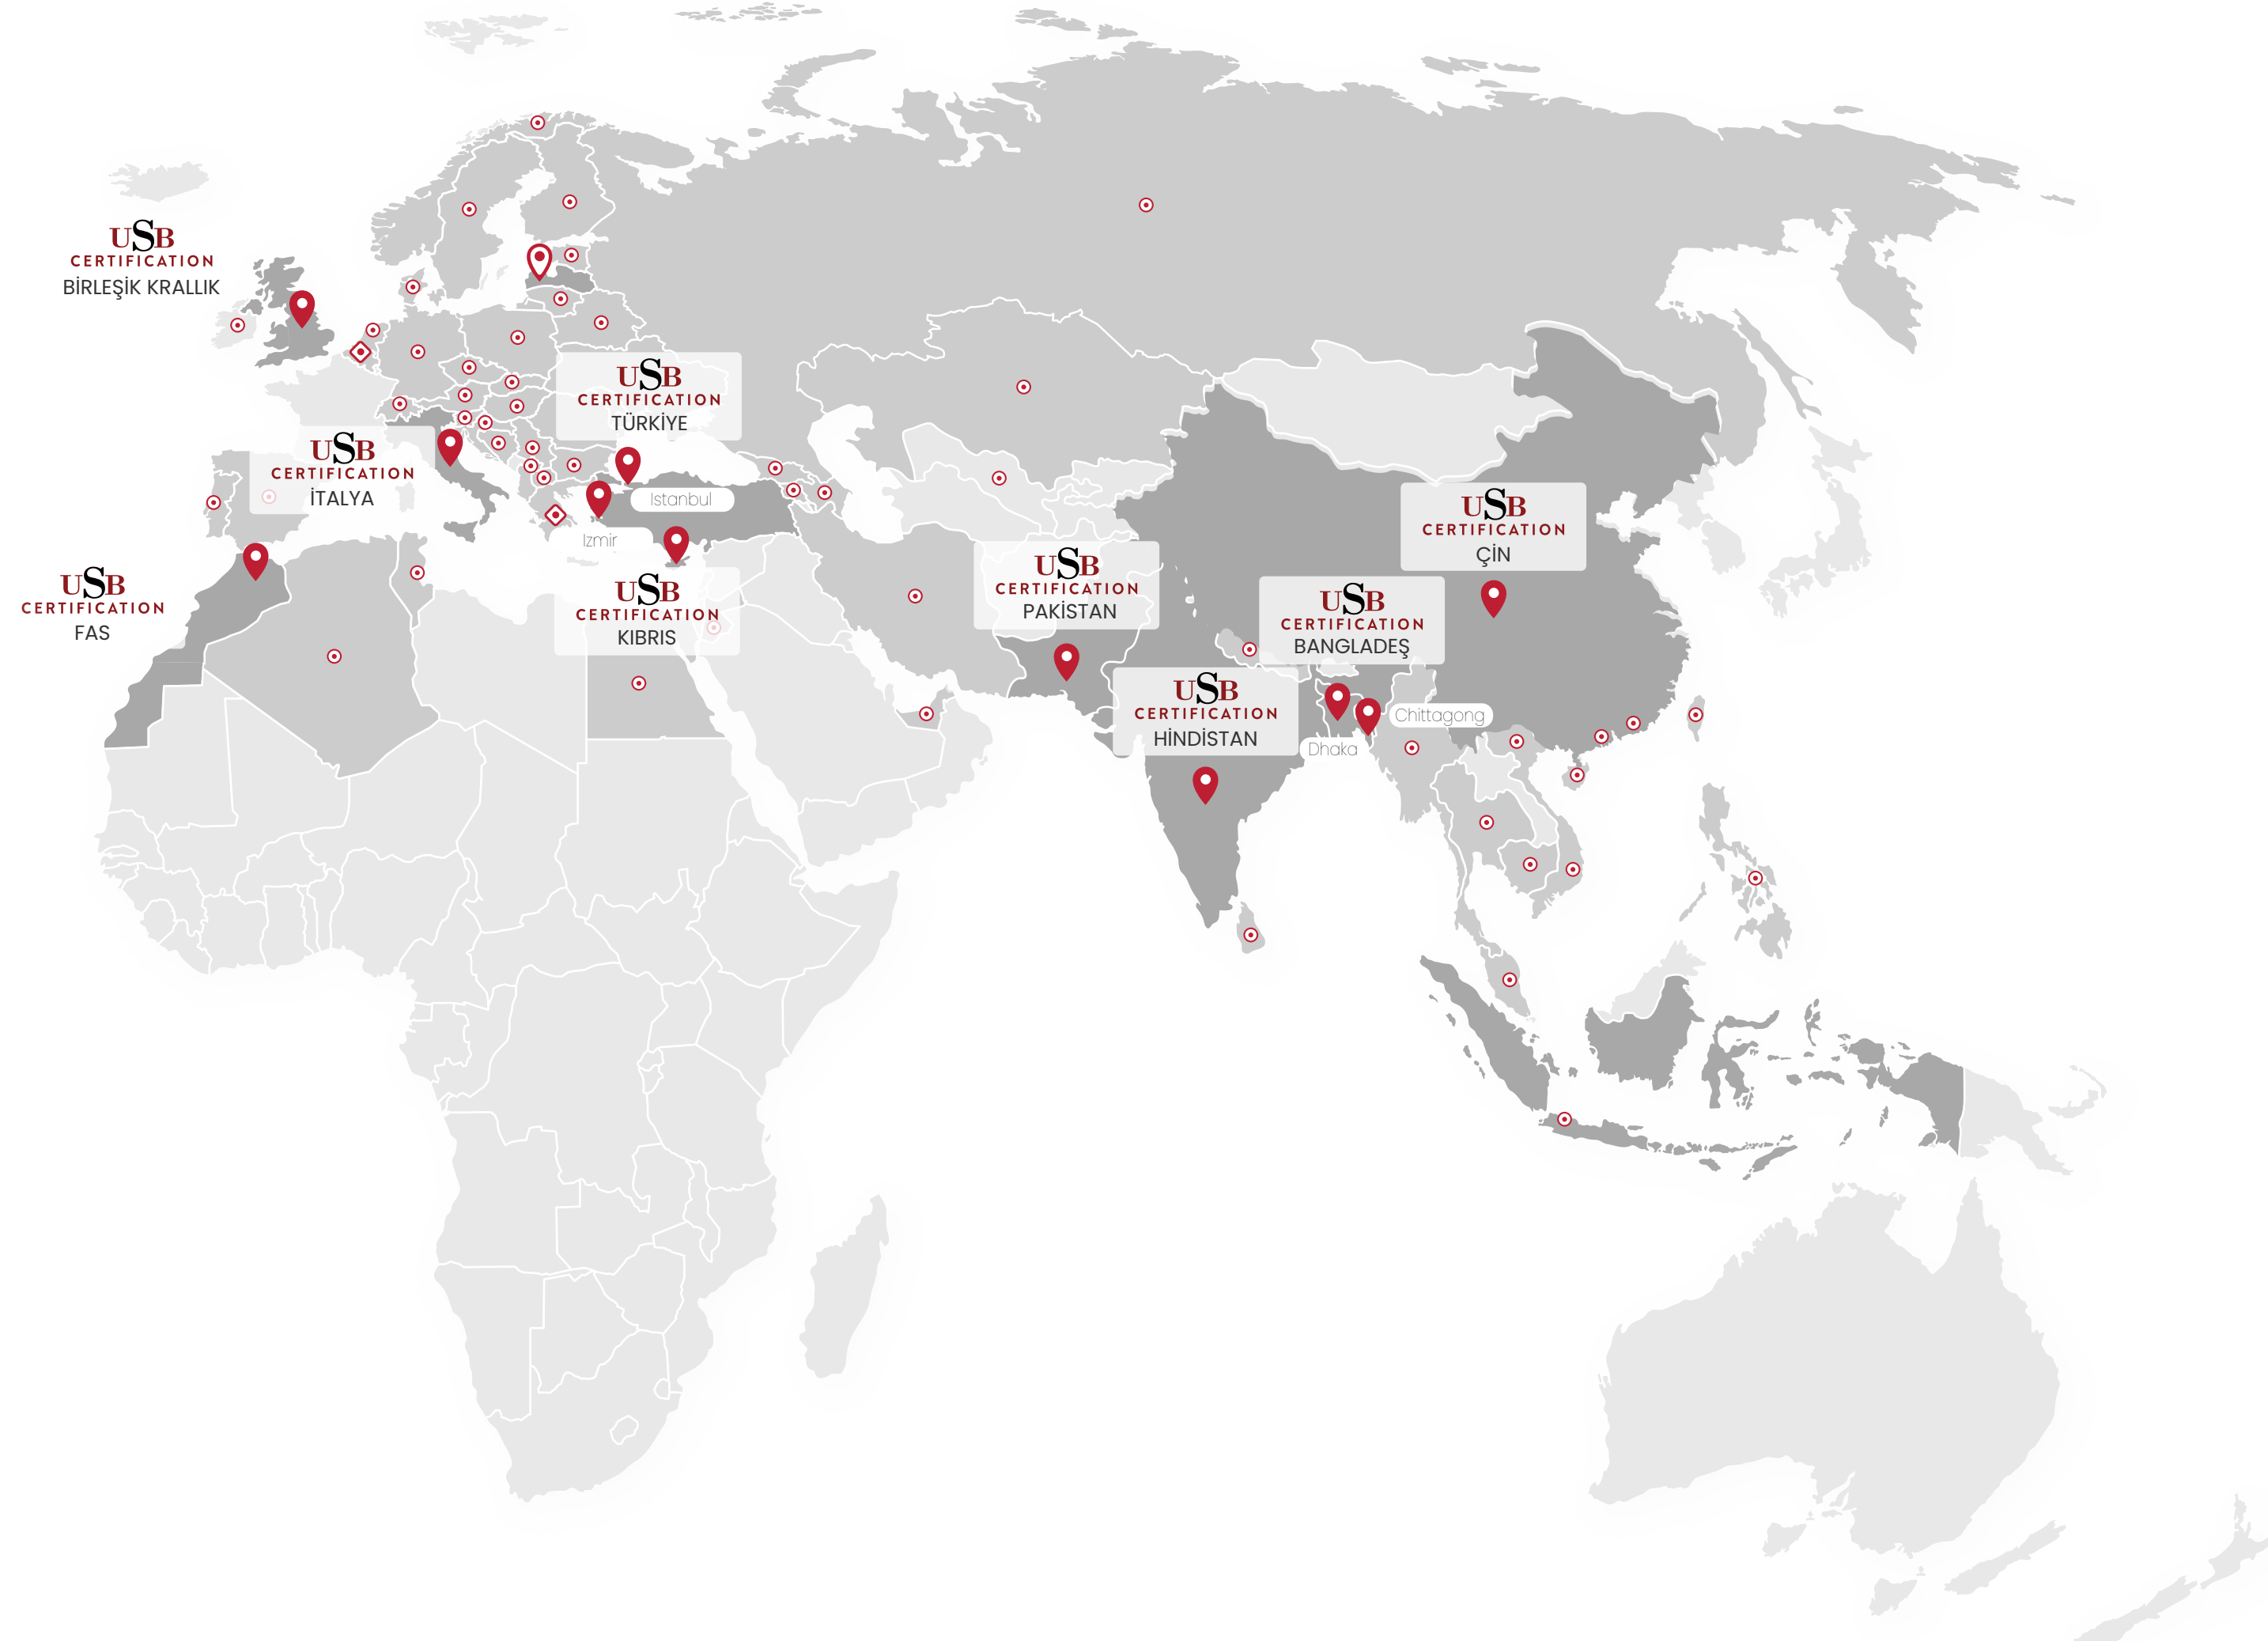 USB
CERTIFICATION
BİRLEŞİK KRALLIK
USB
CERTIFICATION
TÜRKİYE
USB
CERTIFICATION
İTALYA
Istanbul
Izmir
USB
CERTIFICATION
ÇİN
USB
CERTIFICATION
PAKİSTAN
USB
CERTIFICATION
FAS
USB
CERTIFICATION
KIBRIS
USB
CERTIFICATION
BANGLADEŞ
USB
CERTIFICATION
HİNDİSTAN
Chittagong
Dhaka